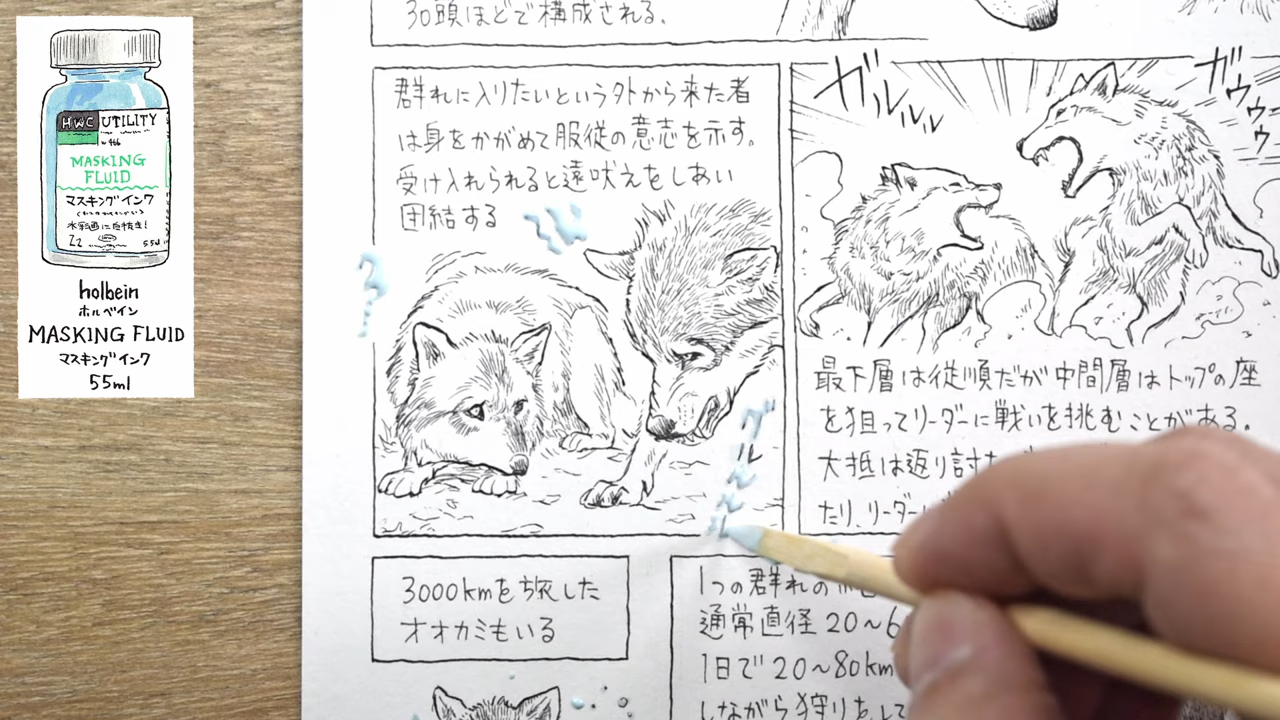 HWC UTILITY
MASKING
FLUID
マスキングインク
水彩画に白抜き!
22
55ml
holbein
ホルベイン
MASKING FLUID
マスキングインク
55ml
30頭ほどで構成される。
群れに入りたいという外から来た者
は身をかがめて服従の意志を示す。
受け入れられると遠吠えをしあい
団結する
ガルルル
ガウゥゥゥ
最下層は従順だが中間層はトップの座
を狙ってリーダーに戦いを挑むことがある。
大抵は返り討
たり、リーダー
3000kmを旅した
オオカミもいる
1つの群れの
通常直径20~6
1日で20~80km
しながら狩りをして